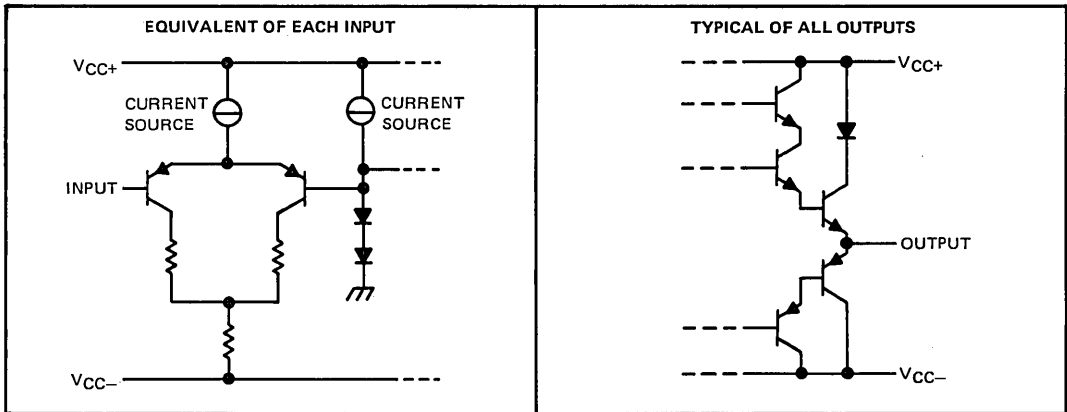 EQUIVALENT OF EACH INPUT
VCC+
CURRENT
SOURCE
CURRENT
SOURCE
INPUT
VCC–
TYPICAL OF ALL OUTPUTS
VCC+
OUTPUT
VCC–